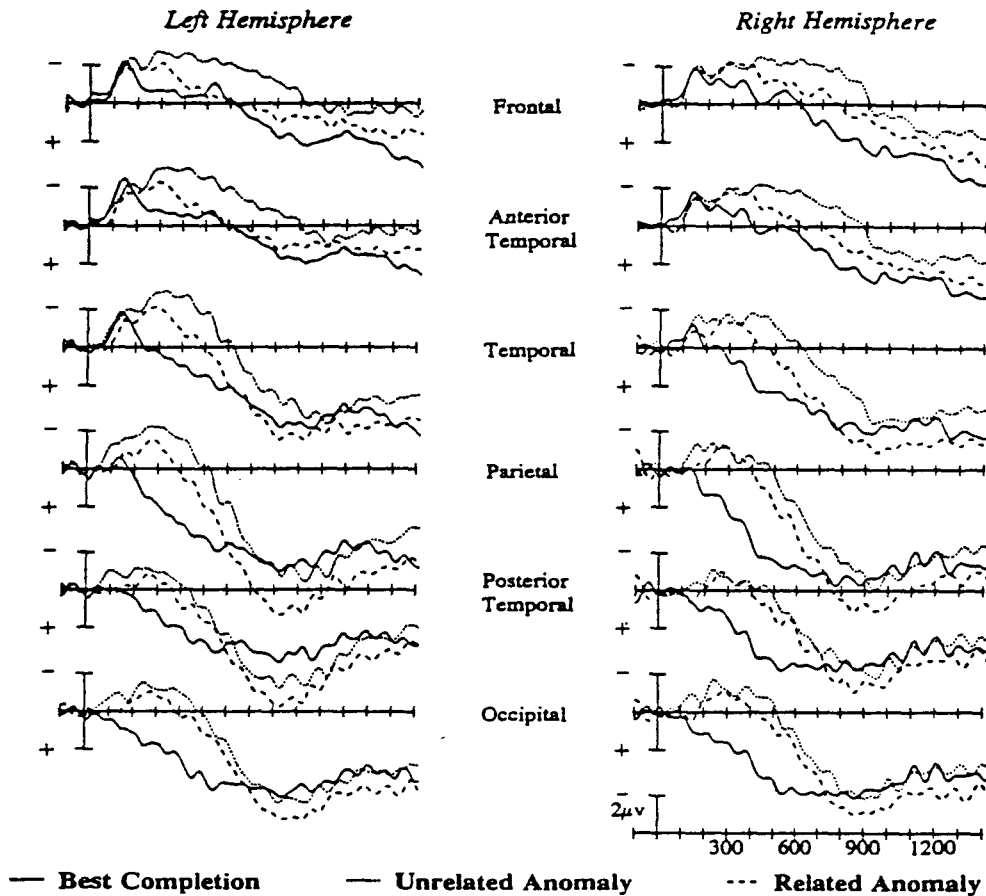 Left Hemisphere
Right Hemisphere
− − 
Frontal
+ +
− −
Anterior
Temporal
+ +
− −
Temporal
+ +
− −
Parietal
+ +
− −
Posterior
Temporal
+ +
− −
Occipital
+ +
−
2μv
300 600 900 1200
Best Completion
Unrelated Anomaly
Related Anomaly